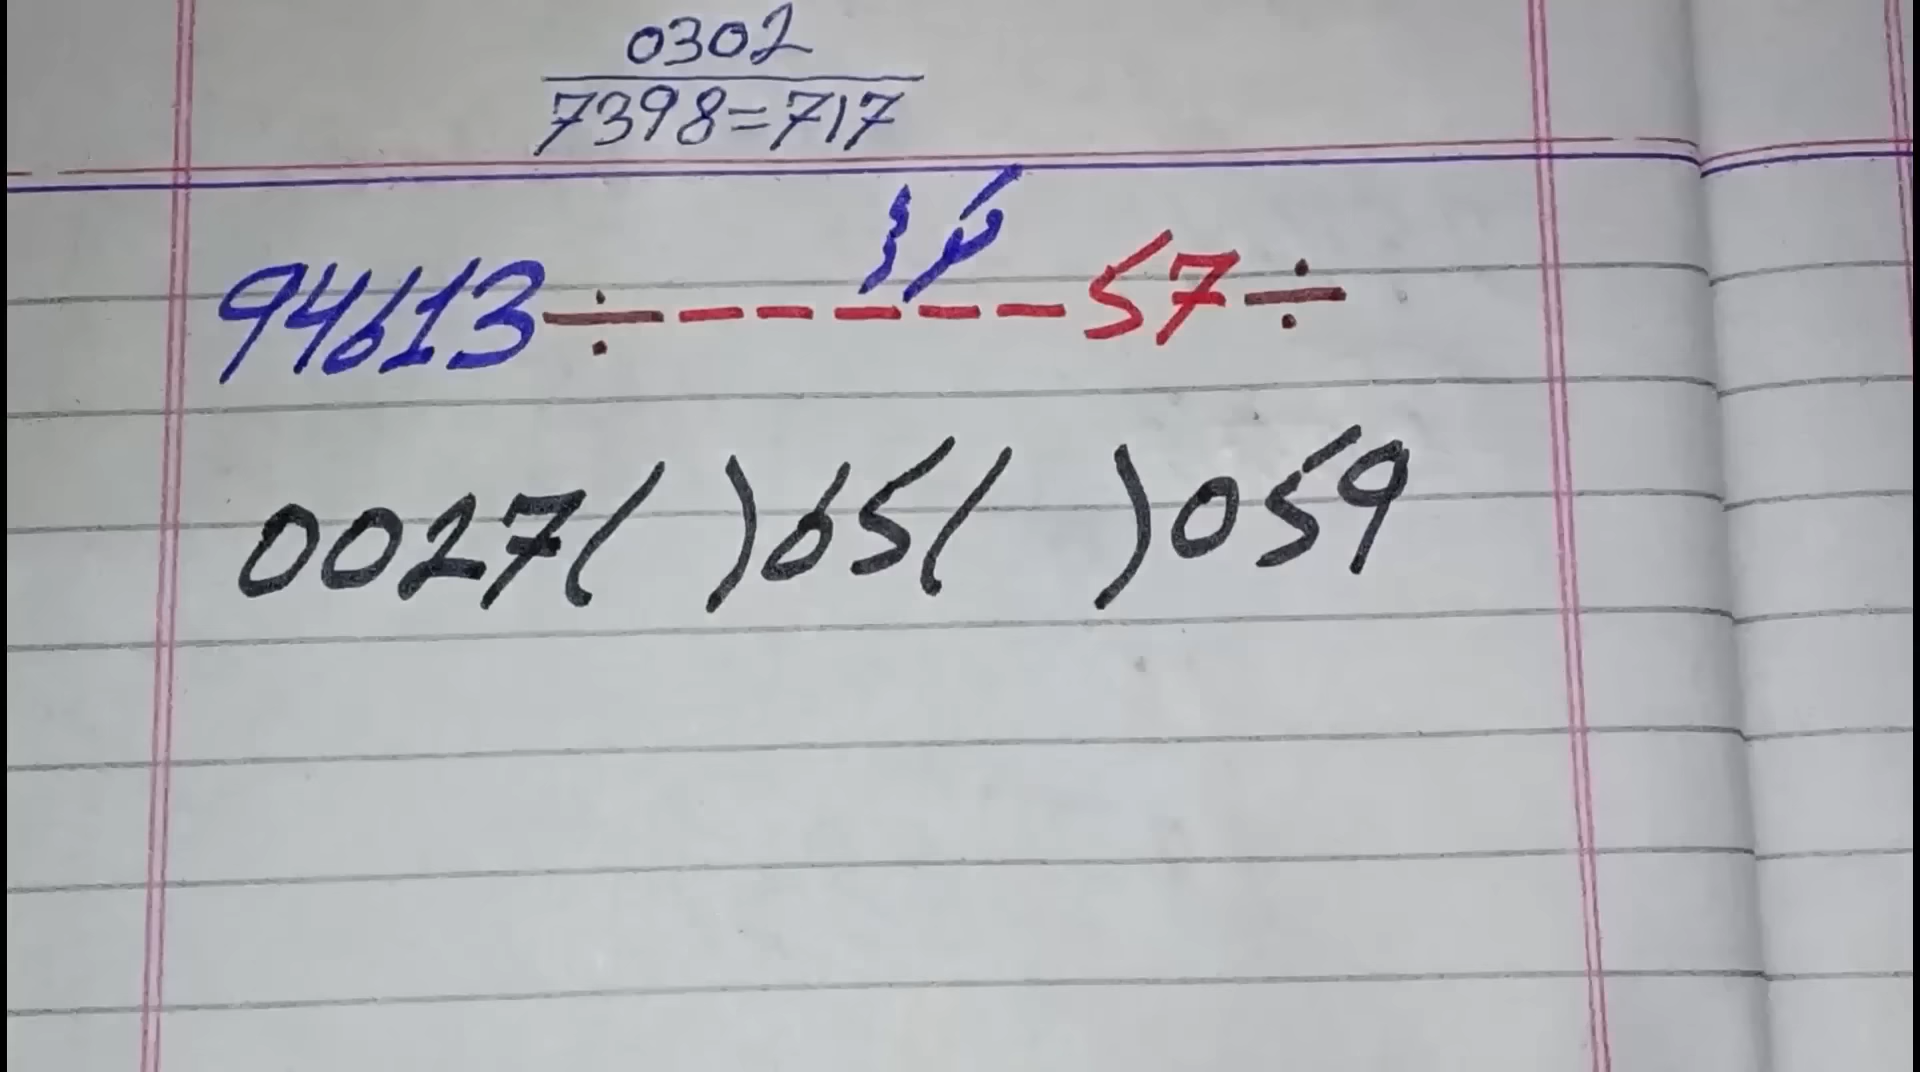 0302
7398=717
94613÷-----57÷
0027( )65( )059